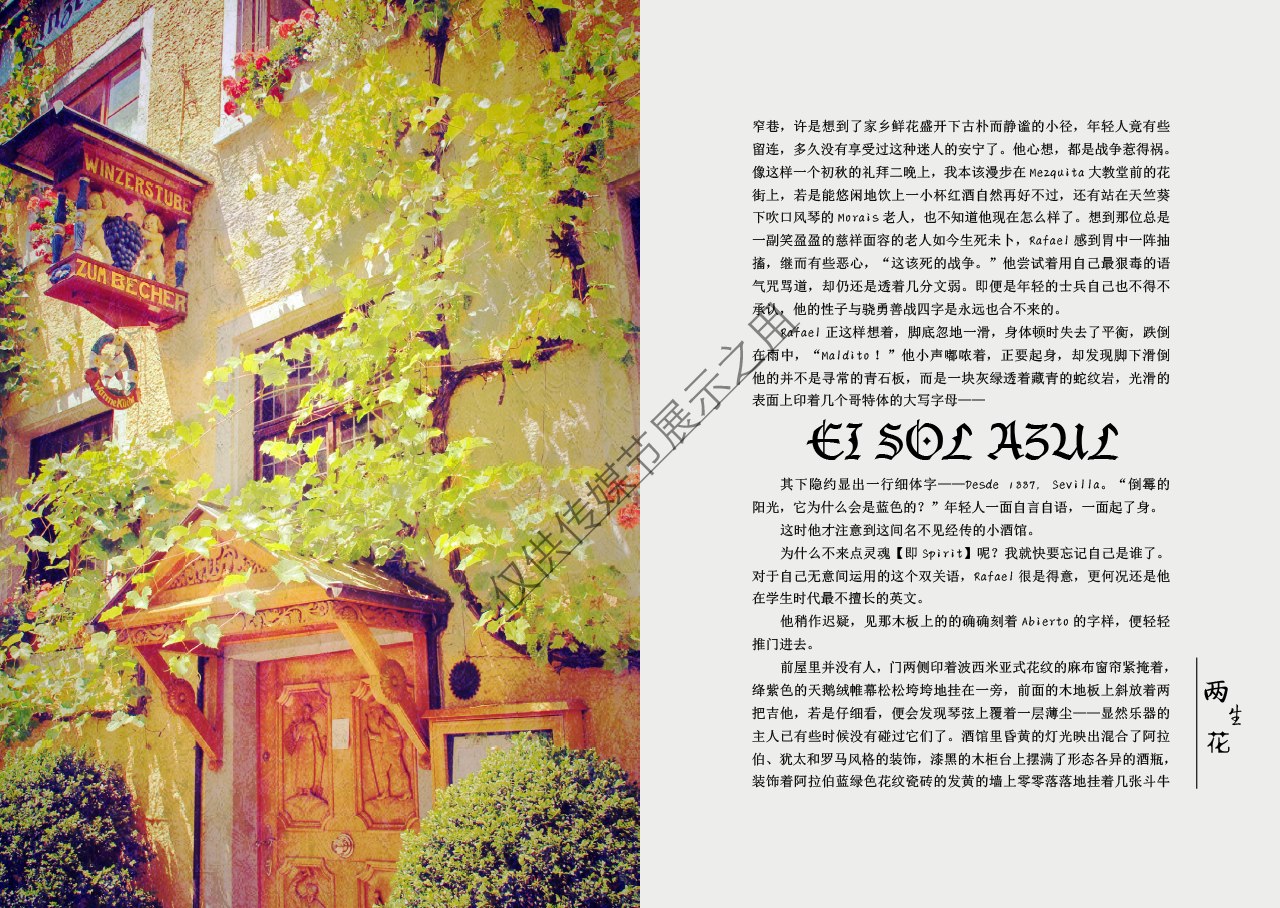 WINZERSTUBE
ZUM BECHER
窄巷，许是想到了家乡鲜花盛开下古朴而静谧的小径，年轻人竟有些
留连，多久没有享受过这种迷人的安宁了。他心想，都是战争惹得祸。
像这样一个初秋的礼拜二晚上，我本该漫步在 Mezquita 大教堂前的花
街上，若是能悠闲地饮上一小杯红酒自然再好不过，还有站在天竺葵
下吹口风琴的 Morais 老人，也不知道他现在怎么样了。想到那位总是
一副笑盈盈的慈祥面容的老人如今生死未卜，Rafael 感到胃中一阵抽
搐，继而有些恶心，“这该死的战争。”他尝试着用自己最狠毒的语
气咒骂道，却仍还是透着几分文弱。即便是年轻的士兵自己也不得不
承认，他的性子与骁勇善战四字是永远也合不来的。
Rafael 正这样想着，脚底忽地一滑，身体顿时失去了平衡，跌倒
在雨中，“Maldito！”他小声嘟哝着，正要起身，却发现脚下滑倒
他的并不是寻常的青石板，而是一块灰绿透着藏青的蛇纹岩，光滑的
表面上印着几个哥特体的大写字母——
El SOL AZUL
其下隐约显出一行细体字——Desde 1887, Sevilla。“倒霉的
阳光，它为什么会是蓝色的？”年轻人一面自言自语，一面起了身。
这时他才注意到这间名不见经传的小酒馆。
为什么不来点灵魂【即 Spirit】呢？我就快要忘记自己是谁了。
对于自己无意间运用的这个双关语，Rafael 很是得意，更何况还是他
在学生时代最不擅长的英文。
他稍作迟疑，见那木板上的的确确刻着 Abierto 的字样，便轻轻
推门进去。
前屋里并没有人，门两侧印着波西米亚式花纹的麻布窗帘紧掩着，
绛紫色的天鹅绒帷幕松松垮垮地挂在一旁，前面的木地板上斜放着两
把吉他，若是仔细看，便会发现琴弦上覆着一层薄尘——显然乐器的
主人已有些时候没有碰过它们了。酒馆里昏黄的灯光映出混合了阿拉
伯、犹太和罗马风格的装饰，漆黑的木柜台上摆满了形态各异的酒瓶，
装饰着阿拉伯蓝绿色花纹瓷砖的发黄的墙上零零落落地挂着几张斗牛
两生花
仅供传媒节展示之用